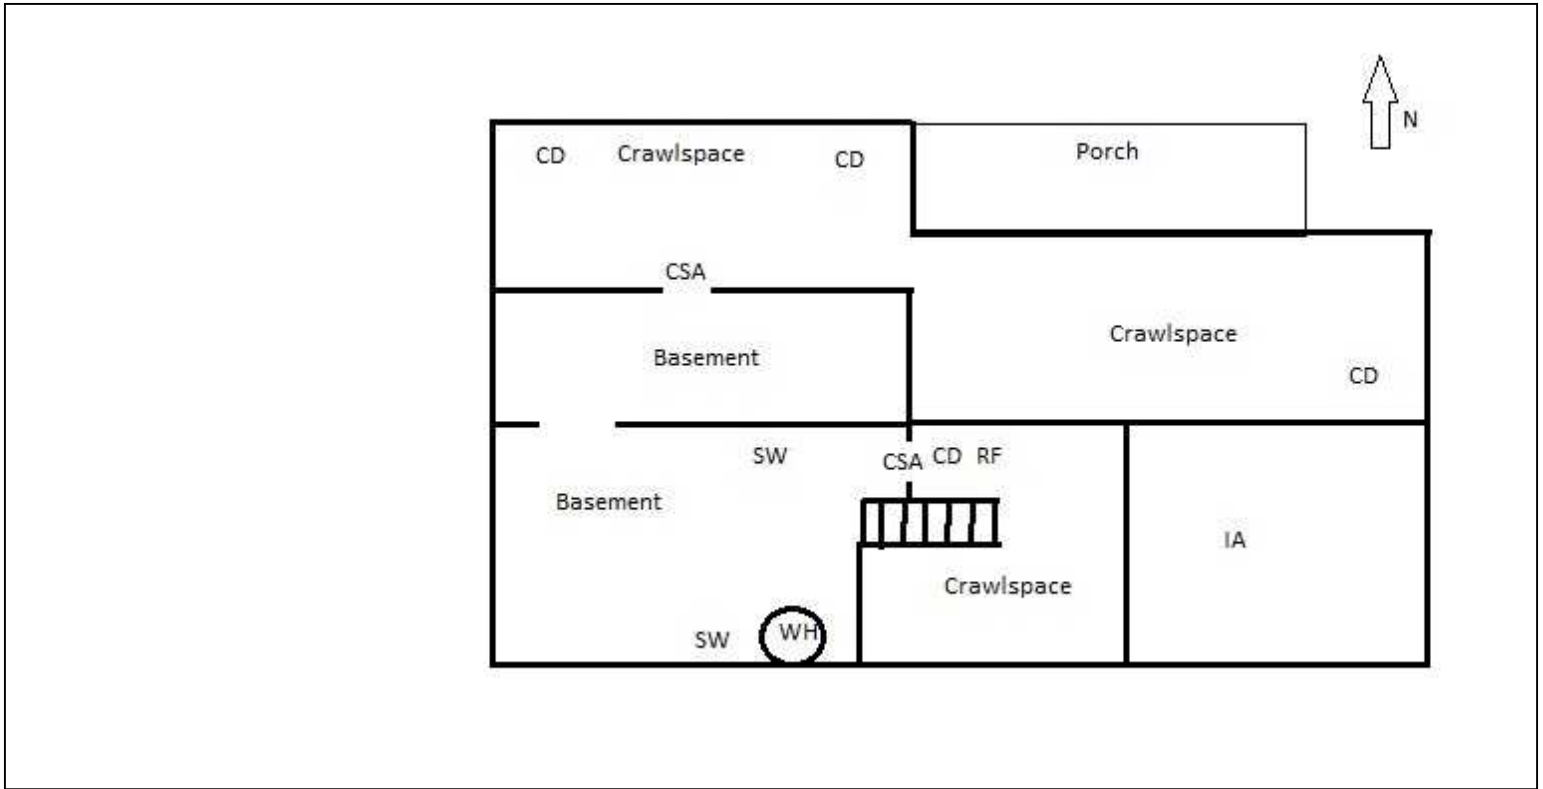 N
CD Crawlspace CD
Porch
CSA
Crawlspace
Basement
CD
SW
CSA CD RF
Basement
IA
Crawlspace
SW
WH